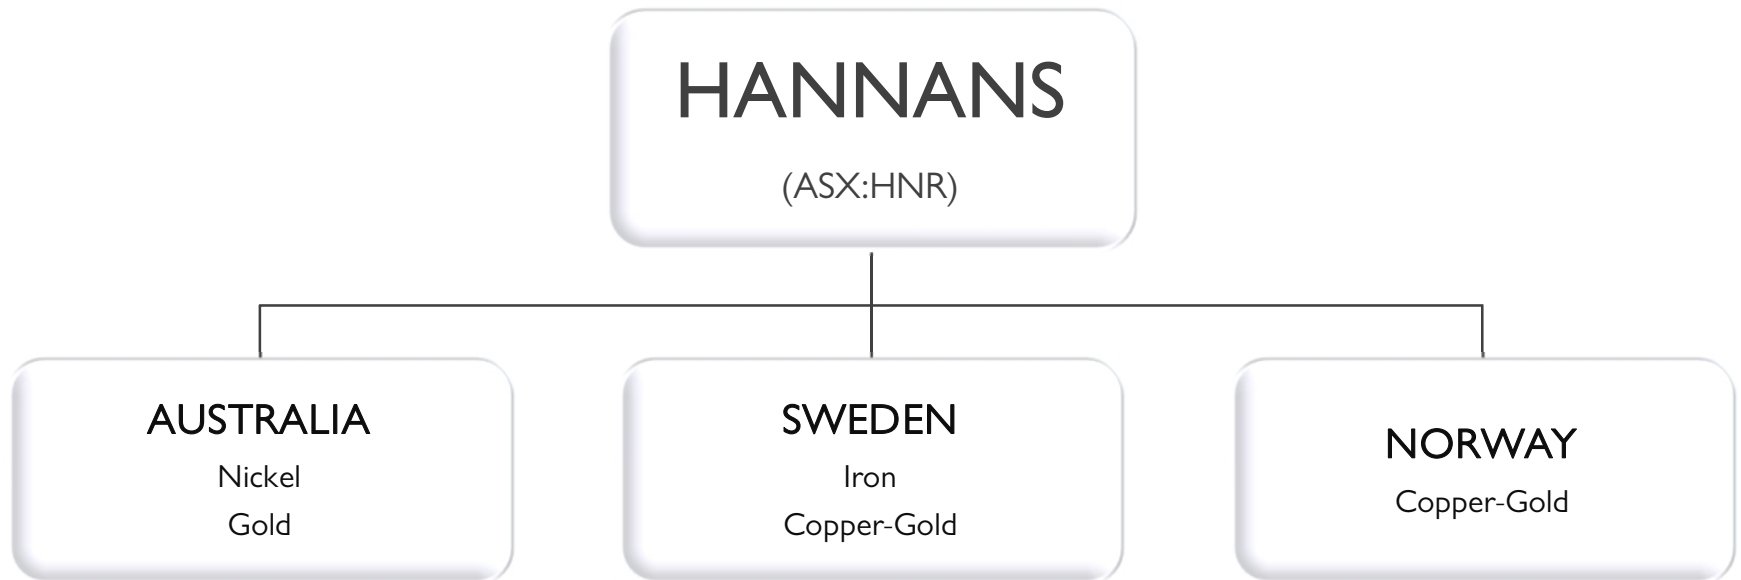 HANNANS
(ASX:HNR)
AUSTRALIA
Nickel
Gold
SWEDEN
Iron
Copper-Gold
NORWAY
Copper-Gold